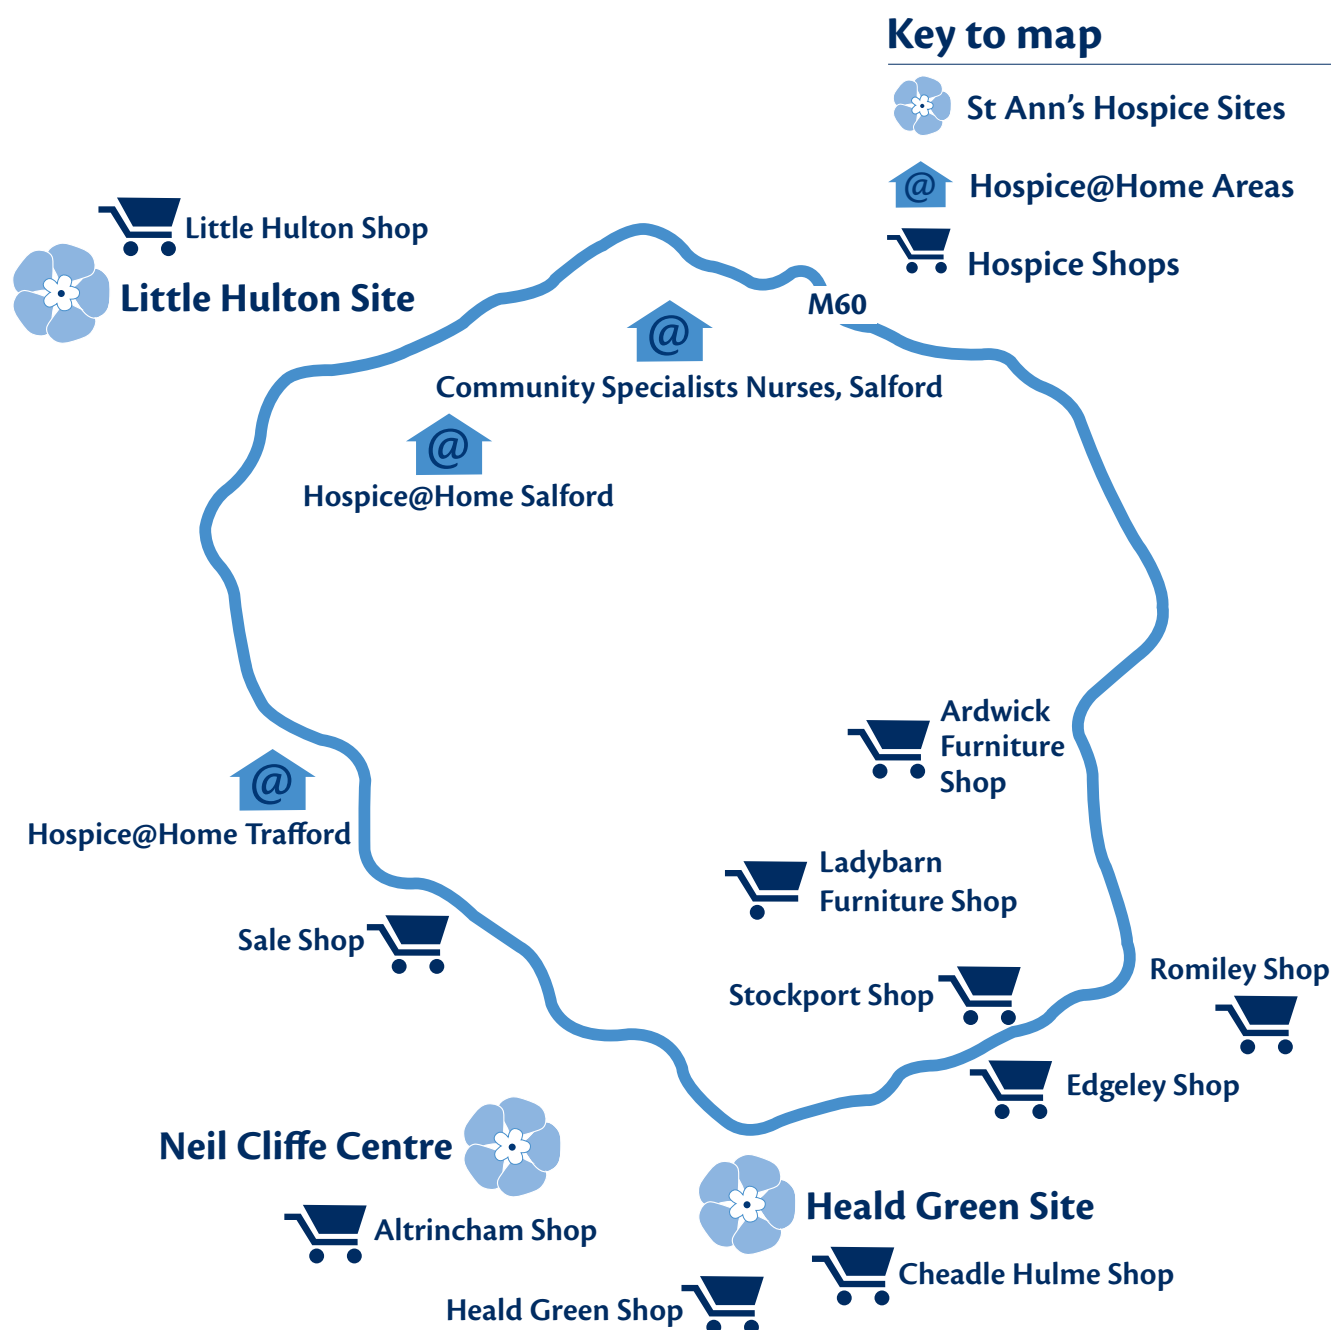 Key to map
St Ann's Hospice Sites
@
Hospice@Home Areas
Hospice Shops
Little Hulton Shop
Little Hulton Site
M60
@
Community Specialists Nurses, Salford
@
Hospice@Home Salford
Ardwick
Furniture
Shop
@
Hospice@Home Trafford
Ladybarn
Furniture Shop
Sale Shop
Romiley Shop
Stockport Shop
Edgeley Shop
Neil Cliffe Centre
Heald Green Site
Altrincham Shop
Cheadle Hulme Shop
Heald Green Shop